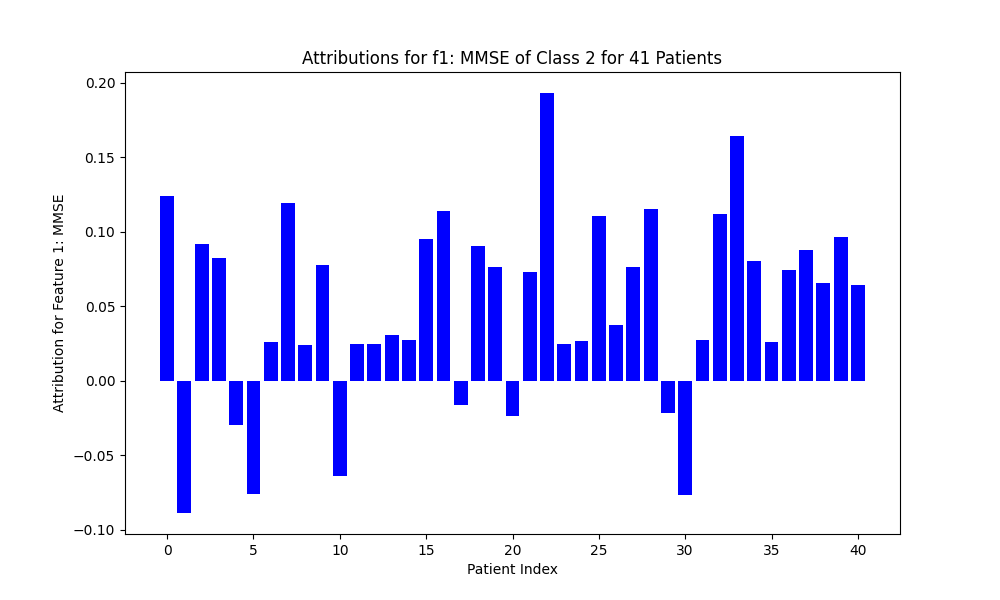 Attributions for f1: MMSE of Class 2 for 41 Patients
0.20
0.15
0.10
0.05
0.00
−0.05
−0.10
Attribution for Feature 1: MMSE
0 5 10 15 20 25 30 35 40
Patient Index